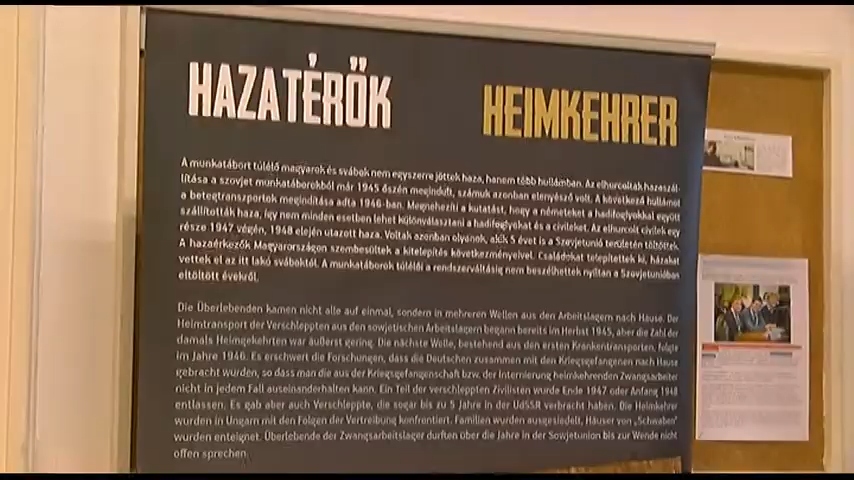 HAZATÉRŐK
HEIMKEHRER
A munkatábort túlélő magyarok és svábok nem egyszerre jöttek haza, hanem több hullámban. Az elhurcoltak hazaszál-
lítása a szovjet munkatáborokból már 1945 őszén megindult, számuk azonban elenyésző volt. A következő hullámot
a betegtranszportok megindítása adta 1946-ban. Megnehezíti a kutatást, hogy a németeket a hadifoglyokkal együtt
szállították haza, így nem minden esetben lehet különválasztani a hadifoglyokat és a civileket. Az elhurcolt civilek egy
része 1947 végén, 1948 elején utazott haza. Voltak azonban olyanok, akik 5 évet is a Szovjetunió területén töltöttek.
A hazaérkezők Magyarországon szembesültek a kitelepítés következményeivel. Családokat telepítettek ki, házakat
vettek el az itt lakó sváboktól. A munkatáborok túlélői a rendszerváltásig nem beszélhettek nyíltan a Szovjetunióban
eltöltött évekről.
Die Überlebenden kamen nicht alle auf einmal, sondern in mehreren Wellen aus den Arbeitslagern nach Hause. Der
Heimtransport der Verschleppten aus den sowjetischen Arbeitslagern begann bereits im Herbst 1945, aber die Zahl der
damals Heimgekehrten war äußerst gering. Die nächste Welle, bestehend aus den ersten Krankentransporten, folgte
im Jahre 1946. Es erschwert die Forschungen, dass die Deutschen zusammen mit den Kriegsgefangenen nach Hause
gebracht wurden, so dass man die aus der Kriegsgefangenschaft bzw. der Internierung heimkehrenden Zwangsarbeiter
nicht in jedem Fall auseinanderhalten kann. Ein Teil der verschleppten Zivilisten wurde Ende 1947 oder Anfang 1948
entlassen. Es gab aber auch Verschleppte, die sogar bis zu 5 Jahre in der UdSSR verbracht haben. Die Heimkehrer
wurden in Ungarn mit den Folgen der Vertreibung konfrontiert. Familien wurden ausgesiedelt, Häuser von „Schwaben"
wurden enteignet. Überlebende der Zwangsarbeitslager durften über die Jahre in der Sowjetunion bis zur Wende nicht
offen sprechen.